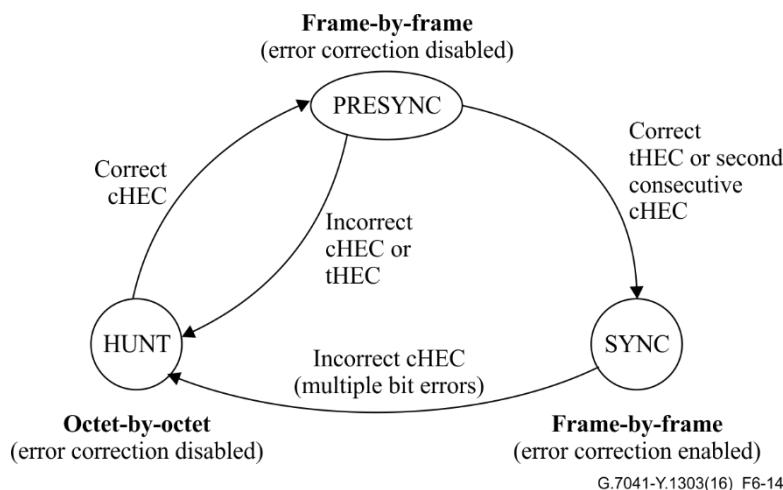 Frame-by-frame
(error correction disabled)
PRESYNC
Correct
cHEC
Correct
tHEC or second
consecutive
cHEC
Incorrect
cHEC or
tHEC
HUNT
SYNC
Incorrect cHEC
(multiple bit errors)
Octet-by-octet
(error correction disabled)
Frame-by-frame
(error correction enabled)
G.7041-Y.1303(16)_F6-14